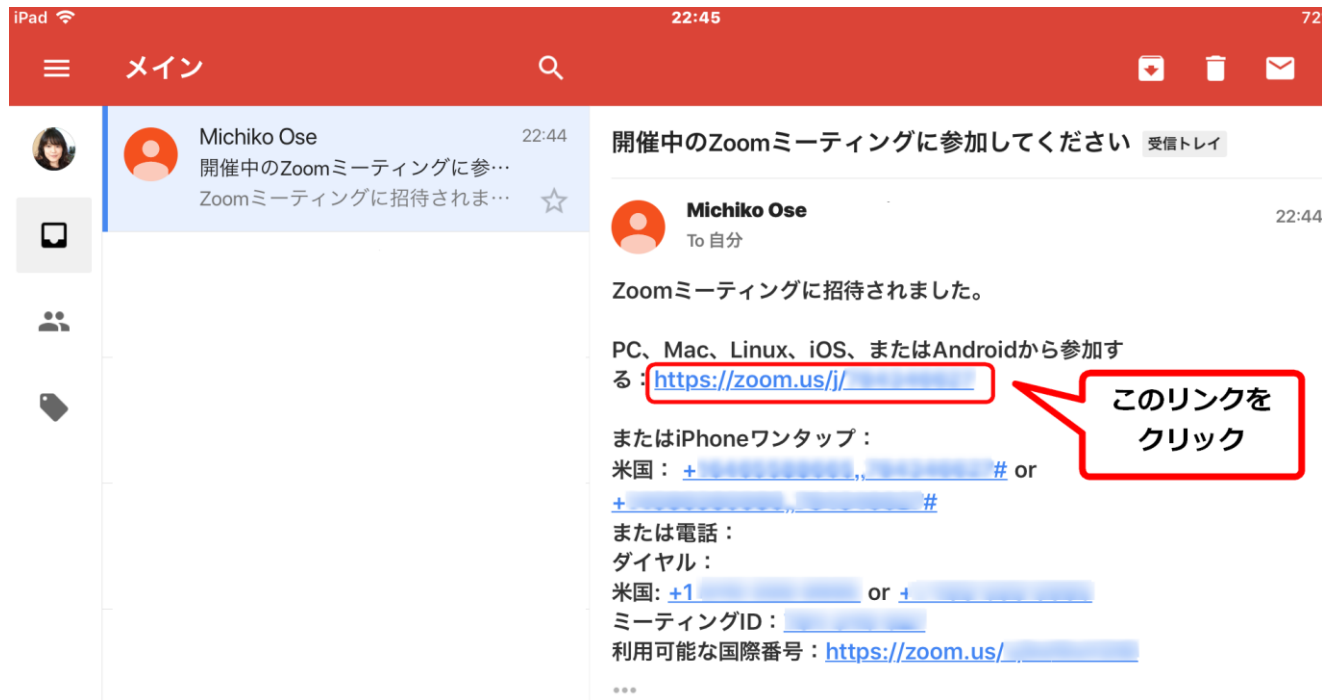 iPad
22:45
72
メイン
Michiko Ose
22:44
開催中のZoomミーティングに参…
Zoomミーティングに招待されま…
開催中のZoomミーティングに参加してください 受信トレイ
Michiko Ose
22:44
To 自分
Zoomミーティングに招待されました。
PC、Mac、Linux、iOS、またはAndroidから参加す
る：https://zoom.us/j/
このリンクを
クリック
またはiPhoneワンタップ：
米国： + ,, # or
+ ,, #
または電話：
ダイヤル：
米国: +1 or +
ミーティングID：
利用可能な国際番号：https://zoom.us/